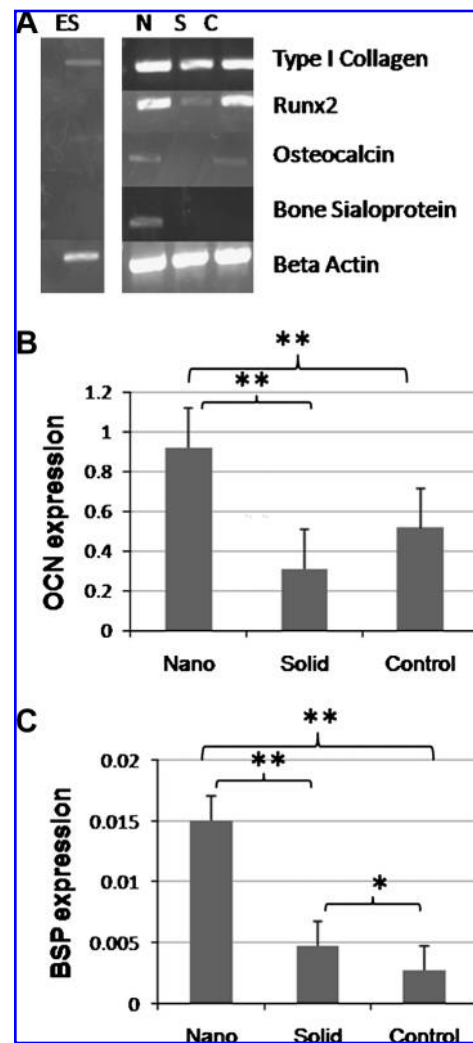 A
ES N S C
Type I Collagen
Runx2
Osteocalcin
Bone Sialoprotein
Beta Actin
B
**
**
1.2
1
0.8
0.6
0.4
0.2
0
OCN expression
Nano Solid Control
C
**
**
*
0.02
0.015
0.01
0.005
0
BSP expression
Nano Solid Control